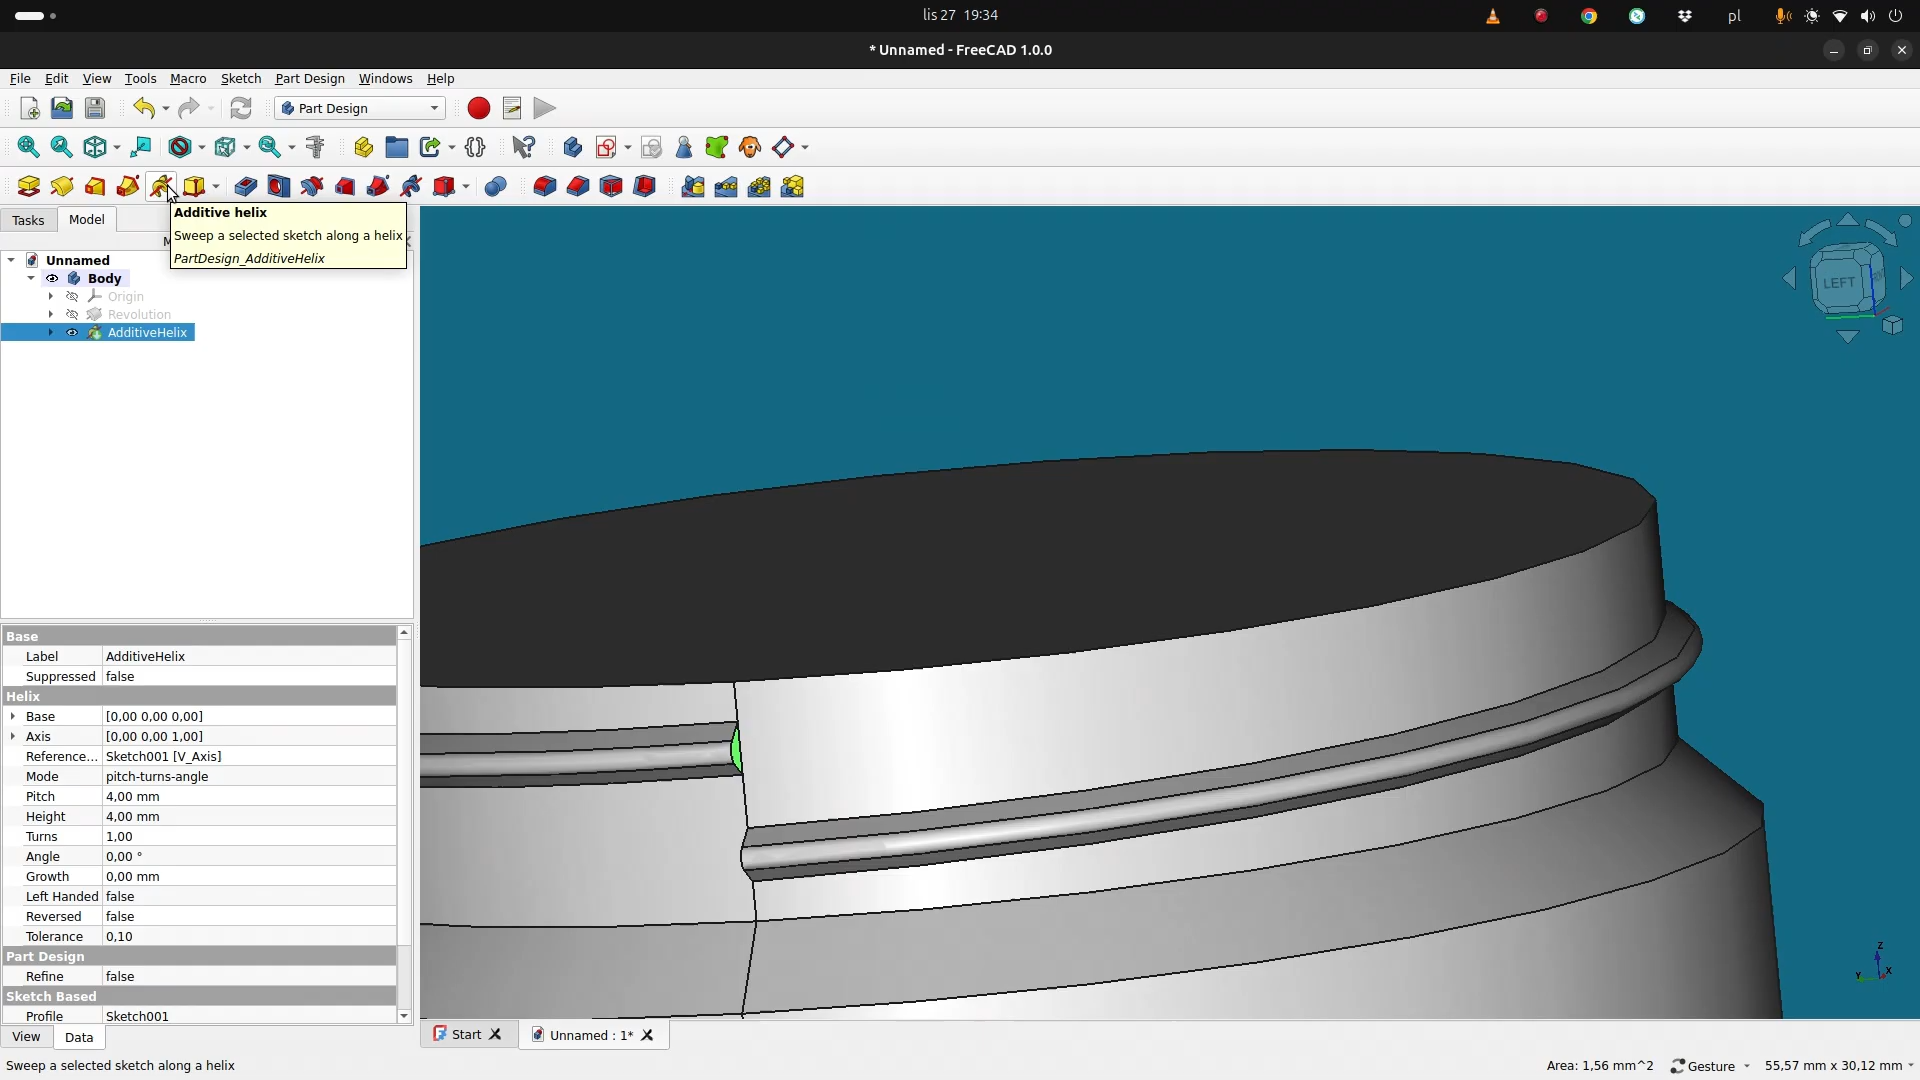 lis 27 19:34
pl
* Unnamed - FreeCAD 1.0.0
File Edit View Tools Macro Sketch Part Design Windows Help
Part Design
Tasks Model
Additive helix
Sweep a selected sketch along a helix
PartDesign_AdditiveHelix
Unnamed
Body
Origin
Revolution
AdditiveHelix
LEFT
Base
Label AdditiveHelix
Suppressed false
Helix
Base [0,00 0,00 0,00]
Axis [0,00 0,00 1,00]
Reference... Sketch001 [V_Axis]
Mode pitch-turns-angle
Pitch 4,00 mm
Height 4,00 mm
Turns 1,00
Angle 0,00 °
Growth 0,00 mm
Left Handed false
Reversed false
Tolerance 0,10
Part Design
Refine false
Sketch Based
Profile Sketch001
Z
Y X
View Data
Start Unnamed : 1*
Sweep a selected sketch along a helix
Area: 1,56 mm^2 Gesture 55,57 mm x 30,12 mm